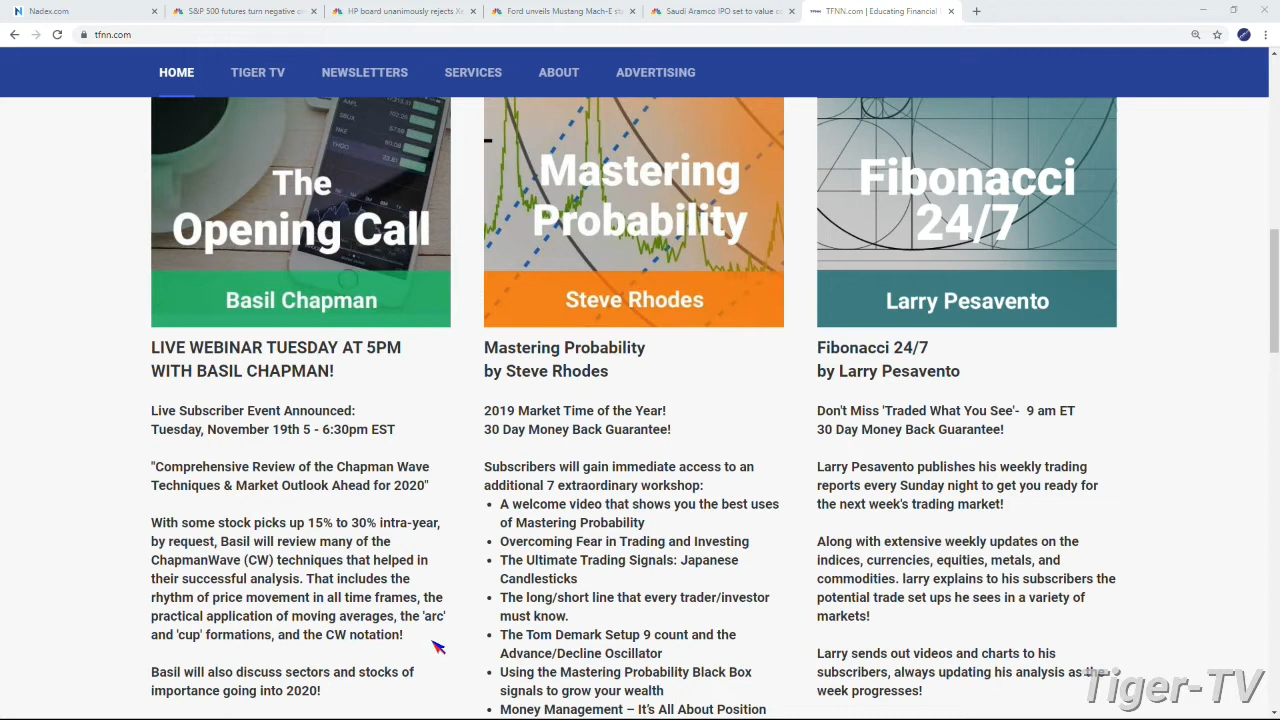 Nadex.com
S&P 500 futures turn negative
HP board unanimously rejects Xe
Ford unveils Mustang Mach-E
Saudi Aramco IPO set to value
TFNN.com | Educating Financial
tfnn.com
HOME TIGER TV NEWSLETTERS SERVICES ABOUT ADVERTISING
The
Opening Call
Basil Chapman
LIVE WEBINAR TUESDAY AT 5PM
WITH BASIL CHAPMAN!
Live Subscriber Event Announced:
Tuesday, November 19th 5 - 6:30pm EST
"Comprehensive Review of the Chapman Wave
Techniques & Market Outlook Ahead for 2020"
With some stock picks up 15% to 30% intra-year,
by request, Basil will review many of the
ChapmanWave (CW) techniques that helped in
their successful analysis. That includes the
rhythm of price movement in all time frames, the
practical application of moving averages, the 'arc'
and 'cup' formations, and the CW notation!
Basil will also discuss sectors and stocks of
importance going into 2020!
Mastering
Probability
Steve Rhodes
Mastering Probability
by Steve Rhodes
2019 Market Time of the Year!
30 Day Money Back Guarantee!
Subscribers will gain immediate access to an
additional 7 extraordinary workshop:
• A welcome video that shows you the best uses
of Mastering Probability
• Overcoming Fear in Trading and Investing
• The Ultimate Trading Signals: Japanese
Candlesticks
• The long/short line that every trader/investor
must know.
• The Tom Demark Setup 9 count and the
Advance/Decline Oscillator
• Using the Mastering Probability Black Box
signals to grow your wealth
• Money Management – It's All About Position
Fibonacci
24/7
Larry Pesavento
Fibonacci 24/7
by Larry Pesavento
Don't Miss 'Traded What You See'- 9 am ET
30 Day Money Back Guarantee!
Larry Pesavento publishes his weekly trading
reports every Sunday night to get you ready for
the next week's trading market!
Along with extensive weekly updates on the
indices, currencies, equities, metals, and
commodities. larry explains to his subscribers the
potential trade set ups he sees in a variety of
markets!
Larry sends out videos and charts to his
subscribers, always updating his analysis as the
week progresses!
Tiger-TV